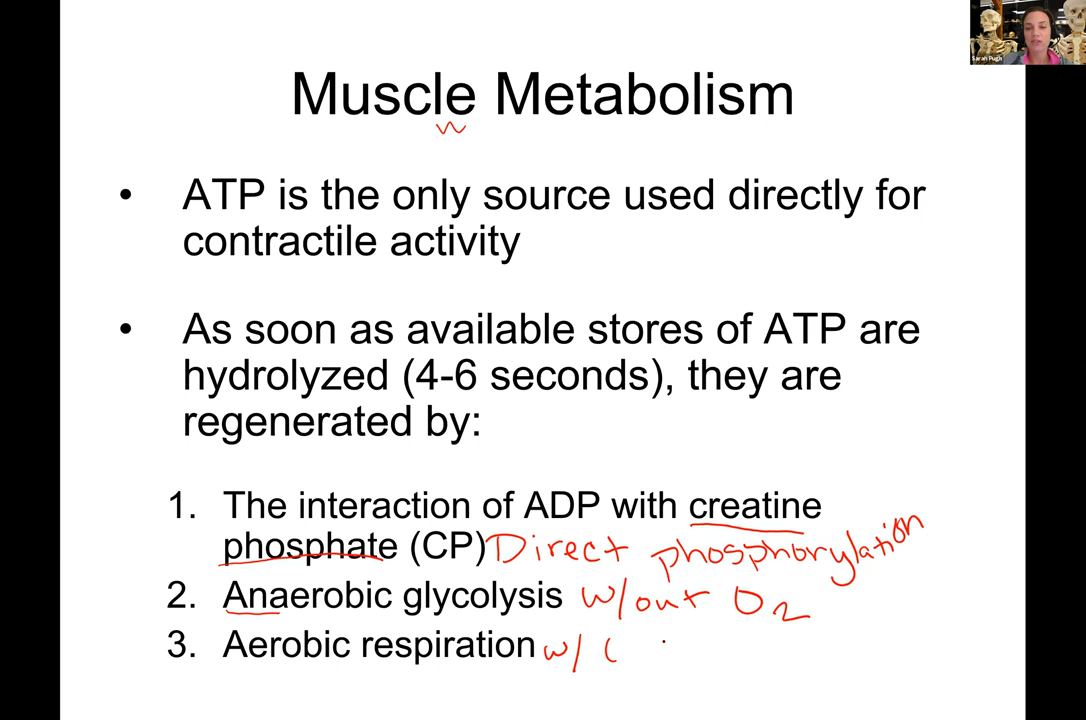 Sarah Pugh
Muscle Metabolism
• ATP is the only source used directly for
contractile activity
• As soon as available stores of ATP are
hydrolyzed (4-6 seconds), they are
regenerated by:
1. The interaction of ADP with creatine
phosphate (CP) Direct phosphorylation
2. Anaerobic glycolysis w/out O2
3. Aerobic respiration w/